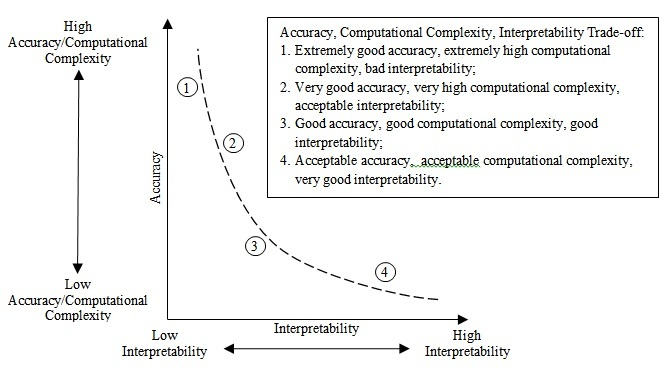 High
Accuracy/Computational
Complexity
Accuracy, Computational Complexity, Interpretability Trade-off:
1. Extremely good accuracy, extremely high computational
complexity, bad interpretability;
2. Very good accuracy, very high computational complexity,
acceptable interpretability;
3. Good accuracy, good computational complexity, good
interpretability;
4. Acceptable accuracy, acceptable computational complexity,
very good interpretability.
1
2
3
4
Accuracy
Low
Accuracy/Computational
Complexity
Interpretability
Low
Interpretability
High
Interpretability